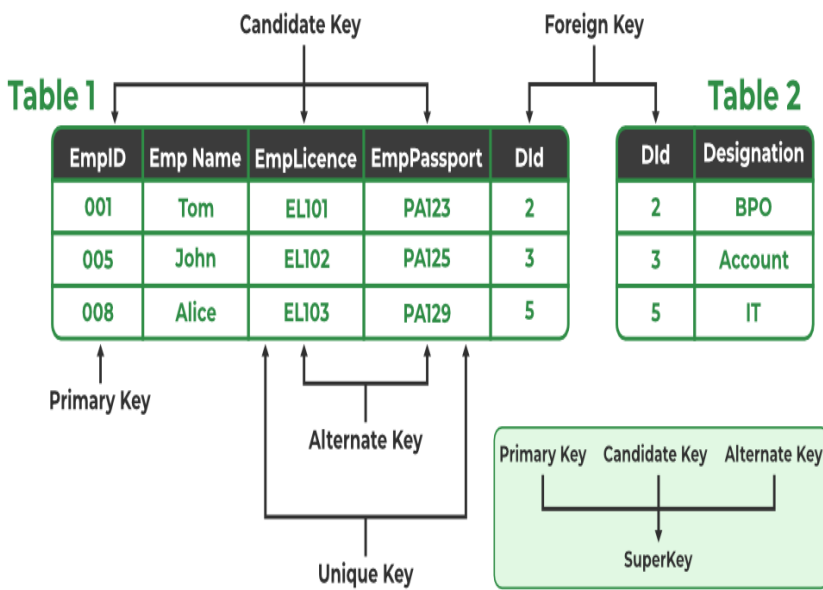 Candidate Key Foreign Key
Table 1 Table 2
EmpID Emp Name EmpLicence EmpPassport DId DId Designation
001 Tom EL101 PA123 2 2 BPO
005 John EL102 PA125 3 3 Account
008 Alice EL103 PA129 5 5 IT
Primary Key
Alternate Key
Unique Key
Primary Key Candidate Key Alternate Key
SuperKey